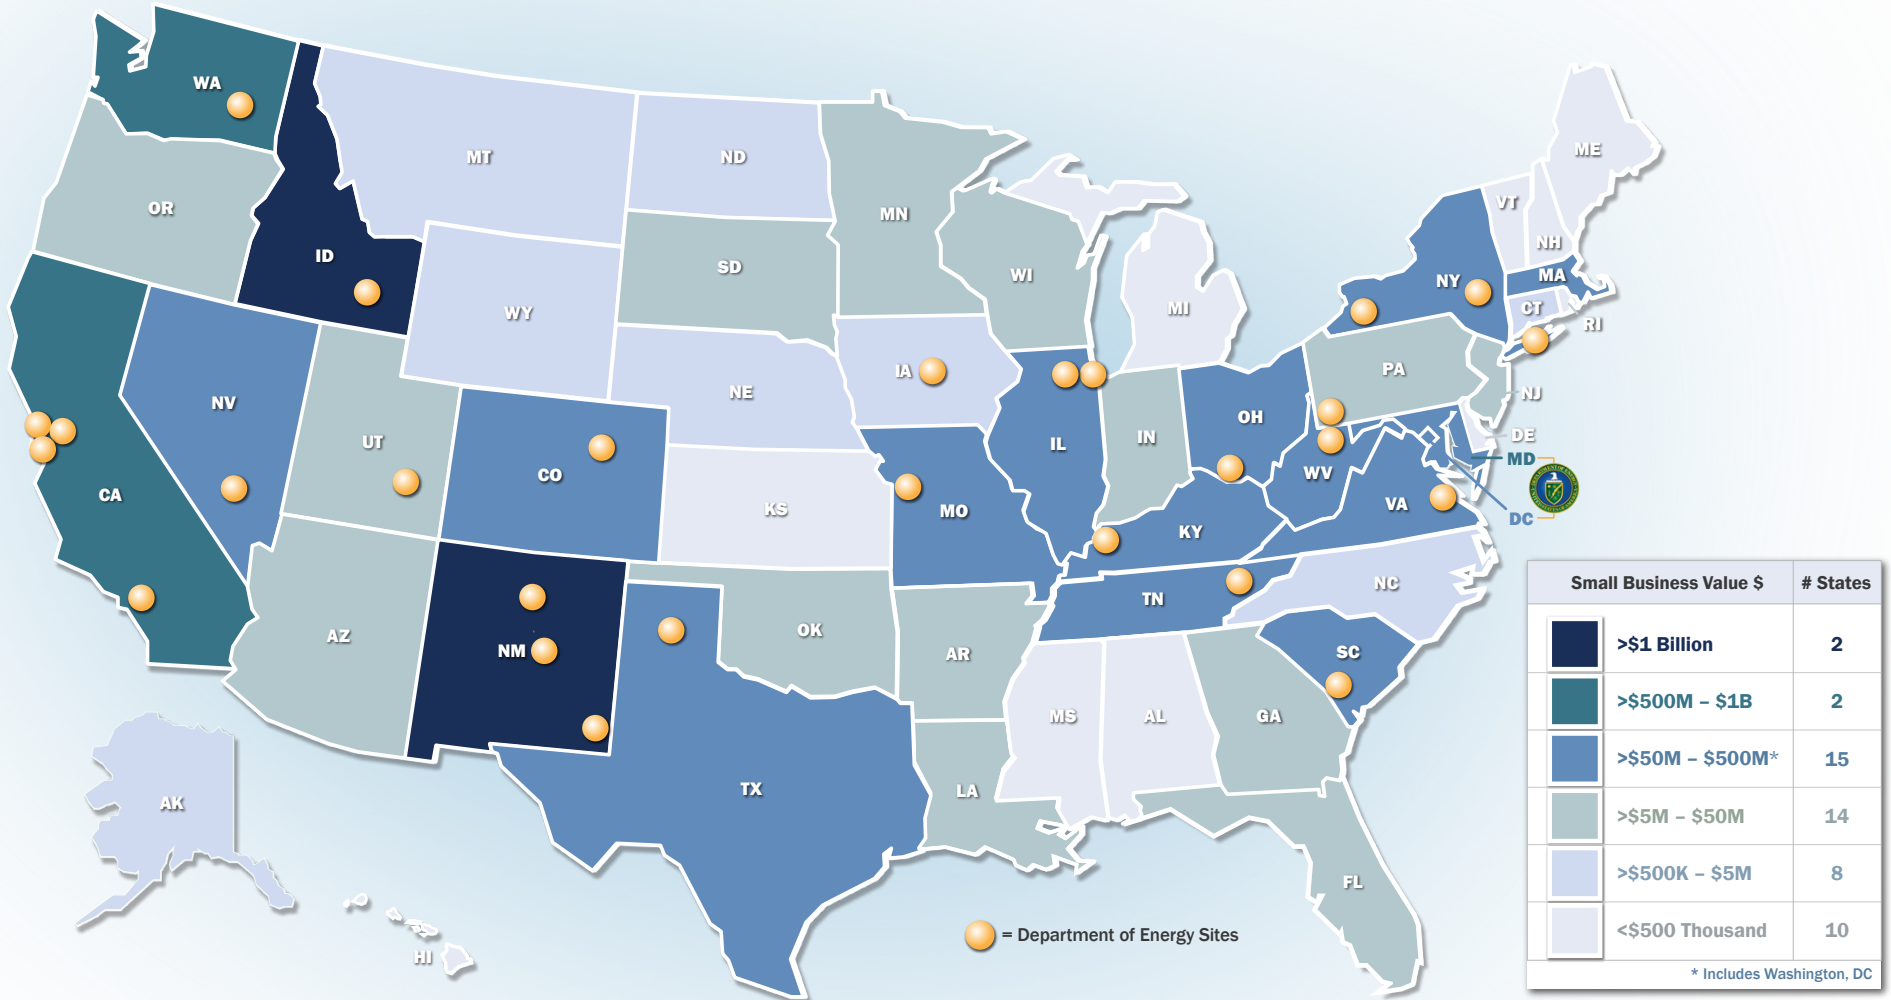 WA
MT
ND
ME
OR
MN
VT
ID
SD
WI
NH
NY
MA
WY
MI
CT
RI
IA
PA
NE
NJ
NV
OH
UT
IL
IN
DE
CO
WV
MD
CA
KS
MO
VA
DC
KY
NC
TN
AZ
NM
OK
AR
SC
MS
AL
GA
TX
LA
AK
FL
HI
= Department of Energy Sites
Small Business Value $ # States
>$1 Billion 2
>$500M – $1B 2
>$50M – $500M* 15
>$5M – $50M 14
>$500K – $5M 8
<$500 Thousand 10
* Includes Washington, DC